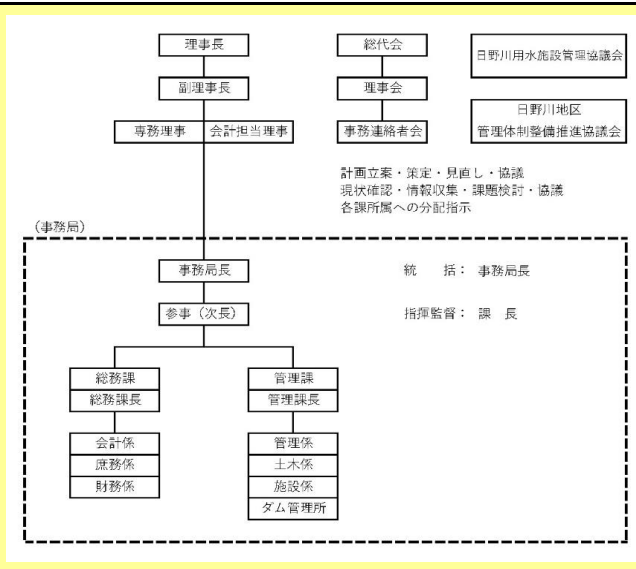 理事長
副理事長
専務理事 会計担当理事
総代会
理事会
事務連絡者会
日野川用水施設管理協議会
日野川地区
管理体制整備推進協議会
計画立案・策定・見直し・協議
現状確認・情報収集・課題検討・協議
各課所属への分配指示
(事務局)
事務局長
参事(次長)
統　括： 事務局長
指揮監督： 課　長
総務課
総務課長
会計係
庶務係
財務係
管理課
管理課長
管理係
土木係
施設係
ダム管理所